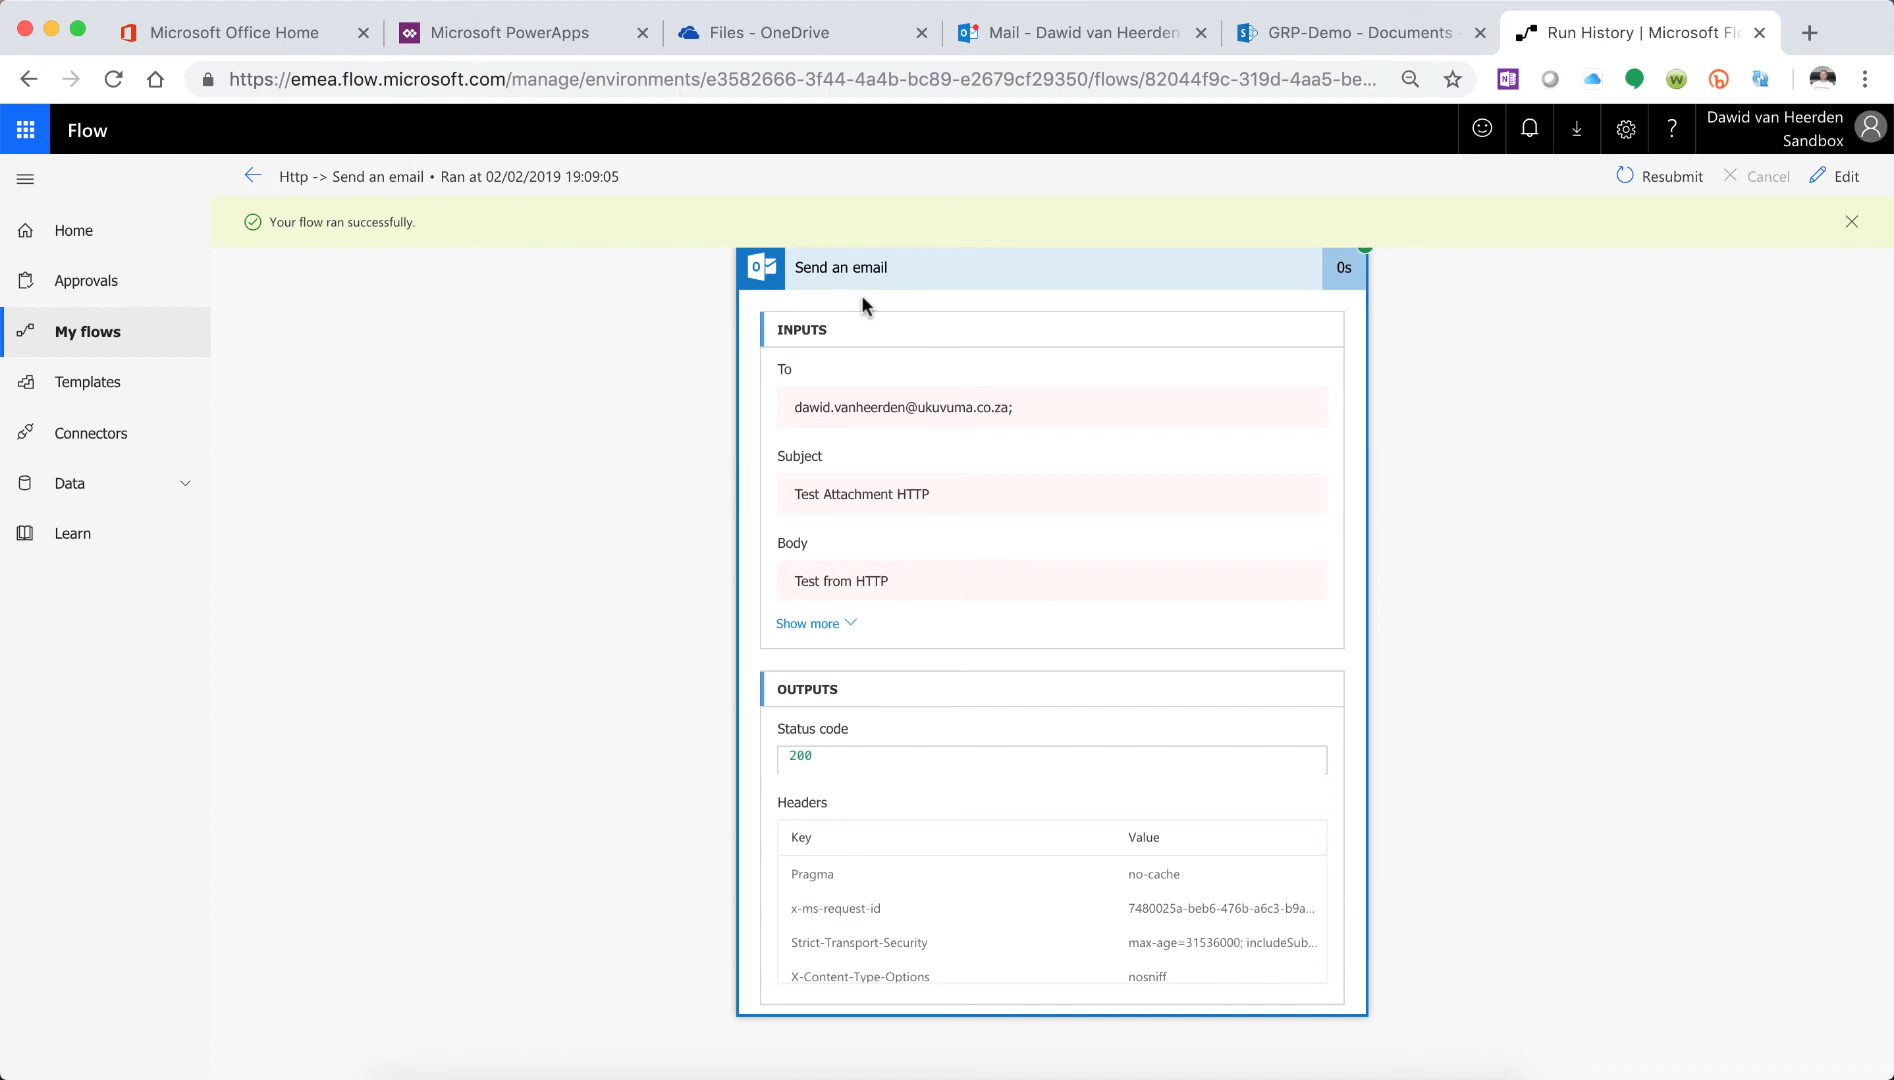 Microsoft Office Home
Microsoft PowerApps
Files - OneDrive
Mail - Dawid van Heerden
GRP-Demo - Documents -
Run History | Microsoft Flo
https://emea.flow.microsoft.com/manage/environments/e3582666-3f44-4a4b-bc89-e2679cf29350/flows/82044f9c-319d-4aa5-be...
Flow
Dawid van Heerden
Sandbox
Http -> Send an email • Ran at 02/02/2019 19:09:05
Resubmit
Cancel
Edit
Your flow ran successfully.
Home
Approvals
My flows
Templates
Connectors
Data
Learn
Send an email
0s
INPUTS
To
dawid.vanheerden@ukuvuma.co.za;
Subject
Test Attachment HTTP
Body
Test from HTTP
Show more
OUTPUTS
Status code
200
Headers
Key Value
Pragma no-cache
x-ms-request-id 7480025a-beb6-476b-a6c3-b9a...
Strict-Transport-Security max-age=31536000; includeSub...
X-Content-Type-Options nosniff